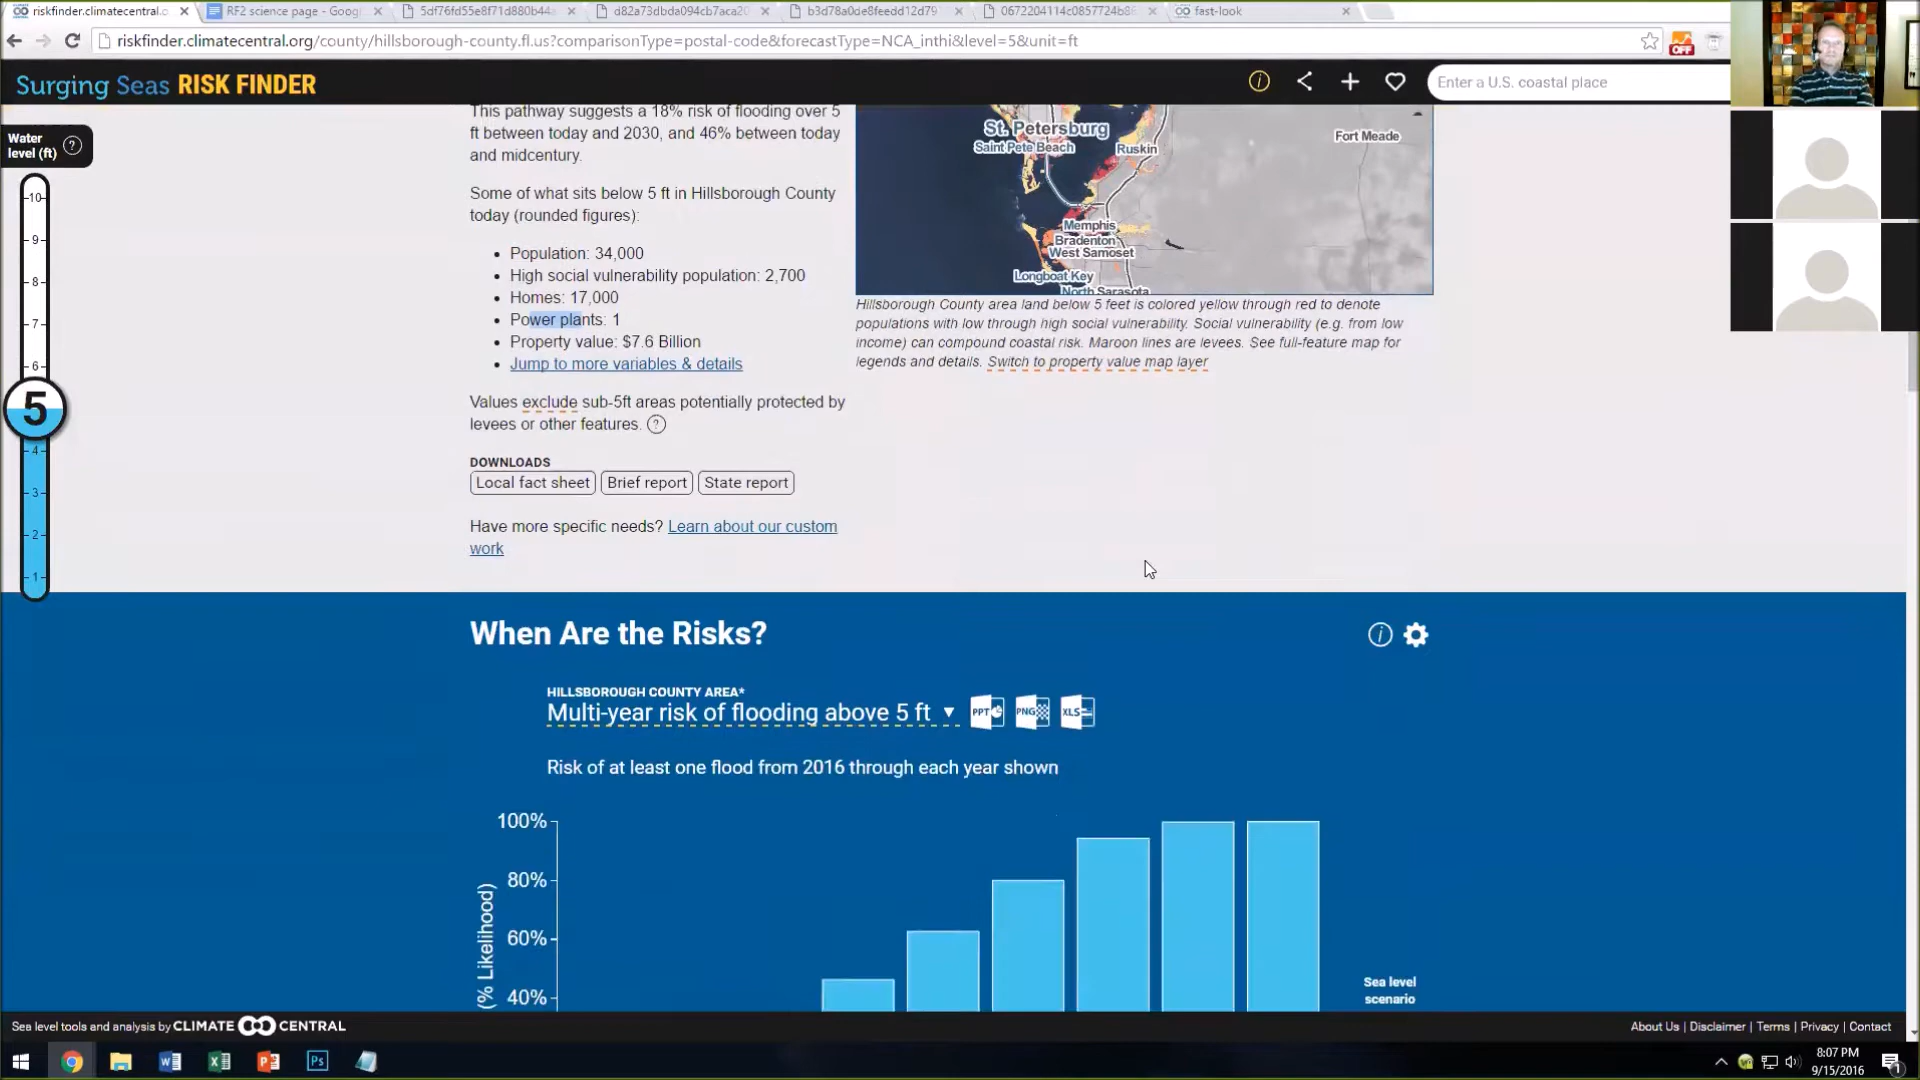 riskfinder.climatecentral.o
RF2 science page - Goog
5df76fd55e8f71d880b44a
d82a73dbda094cb7aca20
b3d78a0de8feedd12d79
0672204114c0857724b8
fast-look
riskfinder.climatecentral.org/county/hillsborough-county.fl.us?comparisonType=postal-code&forecastType=NCA_inthi&level=5&unit=ft
OFF
Surging Seas RISK FINDER
Enter a U.S. coastal place
Water
level (ft) ?
10
9
8
7
6
5
4
3
2
1
This pathway suggests a 18% risk of flooding over 5
ft between today and 2030, and 46% between today
and midcentury.
Some of what sits below 5 ft in Hillsborough County
today (rounded figures):
• Population: 34,000
• High social vulnerability population: 2,700
• Homes: 17,000
• Power plants: 1
• Property value: $7.6 Billion
• Jump to more variables & details
Values exclude sub-5ft areas potentially protected by
levees or other features. ?
DOWNLOADS
Local fact sheet Brief report State report
Have more specific needs? Learn about our custom
work
St. Petersburg
Saint Pete Beach
Ruskin
Fort Meade
Memphis
Bradenton
West Samoset
Longboat Key
North Sarasota
Hillsborough County area land below 5 feet is colored yellow through red to denote
populations with low through high social vulnerability. Social vulnerability (e.g. from low
income) can compound coastal risk. Maroon lines are levees. See full-feature map for
legends and details. Switch to property value map layer
When Are the Risks?
HILLSBOROUGH COUNTY AREA*
Multi-year risk of flooding above 5 ft
PPT PNG XLS
Risk of at least one flood from 2016 through each year shown
100%
80%
60%
40%
(% Likelihood)
Sea level
scenario
Sea level tools and analysis by CLIMATE CENTRAL
About Us | Disclaimer | Terms | Privacy | Contact
8:07 PM
9/15/2016
1